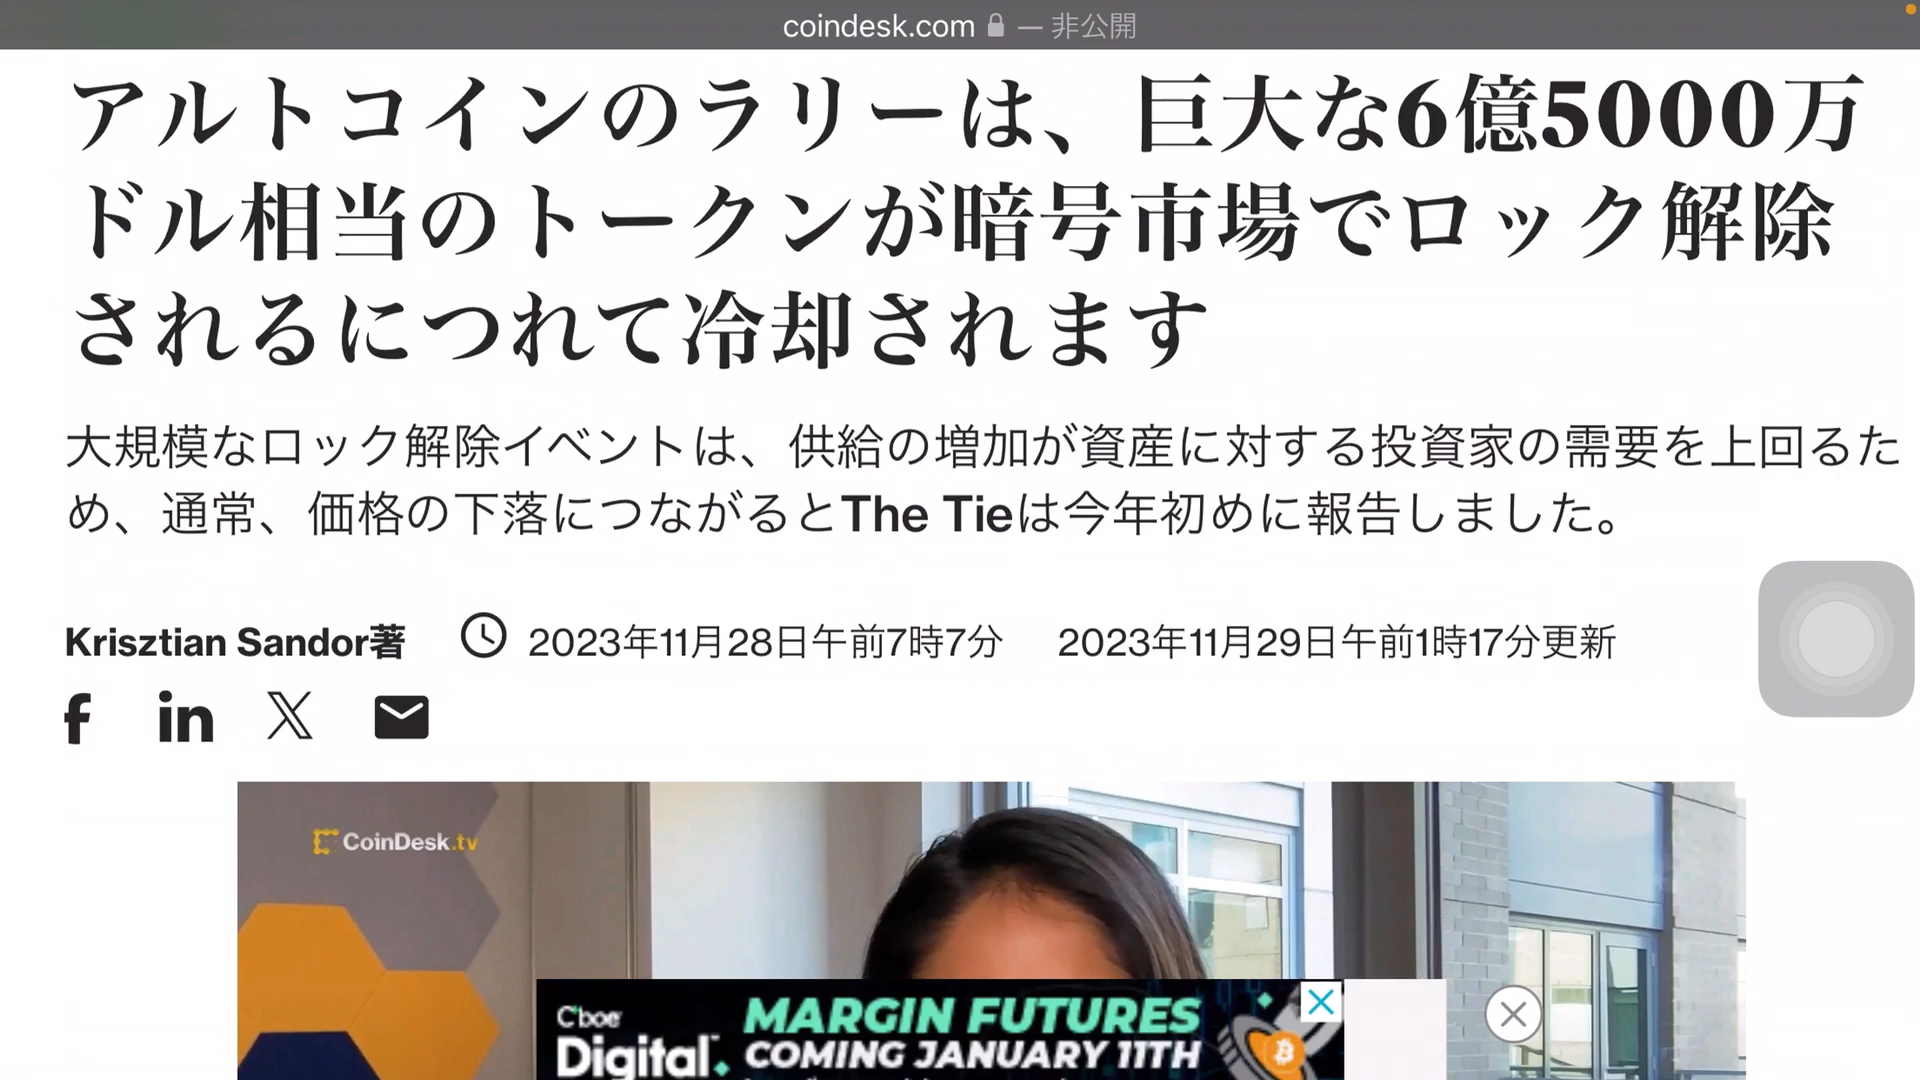 coindesk.com — 非公開
アルトコインのラリーは、巨大な6億5000万
ドル相当のトークンが暗号市場でロック解除
されるにつれて冷却されます
大規模なロック解除イベントは、供給の増加が資産に対する投資家の需要を上回るた
め、通常、価格の下落につながるとThe Tieは今年初めに報告しました。
Krisztian Sandor著 2023年11月28日午前7時7分 2023年11月29日午前1時17分更新
CoinDesk.tv
Cboe Digital.
MARGIN FUTURES
COMING JANUARY 11TH